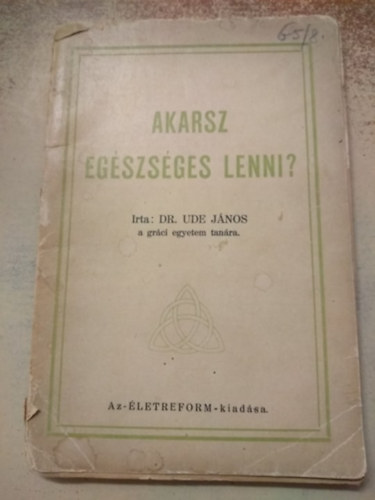 65/8.
AKARSZ
EGÉSZSÉGES LENNI?
Irta: DR. UDE JÁNOS
a gráci egyetem tanára.
Az-ÉLETREFORM-kiadása.